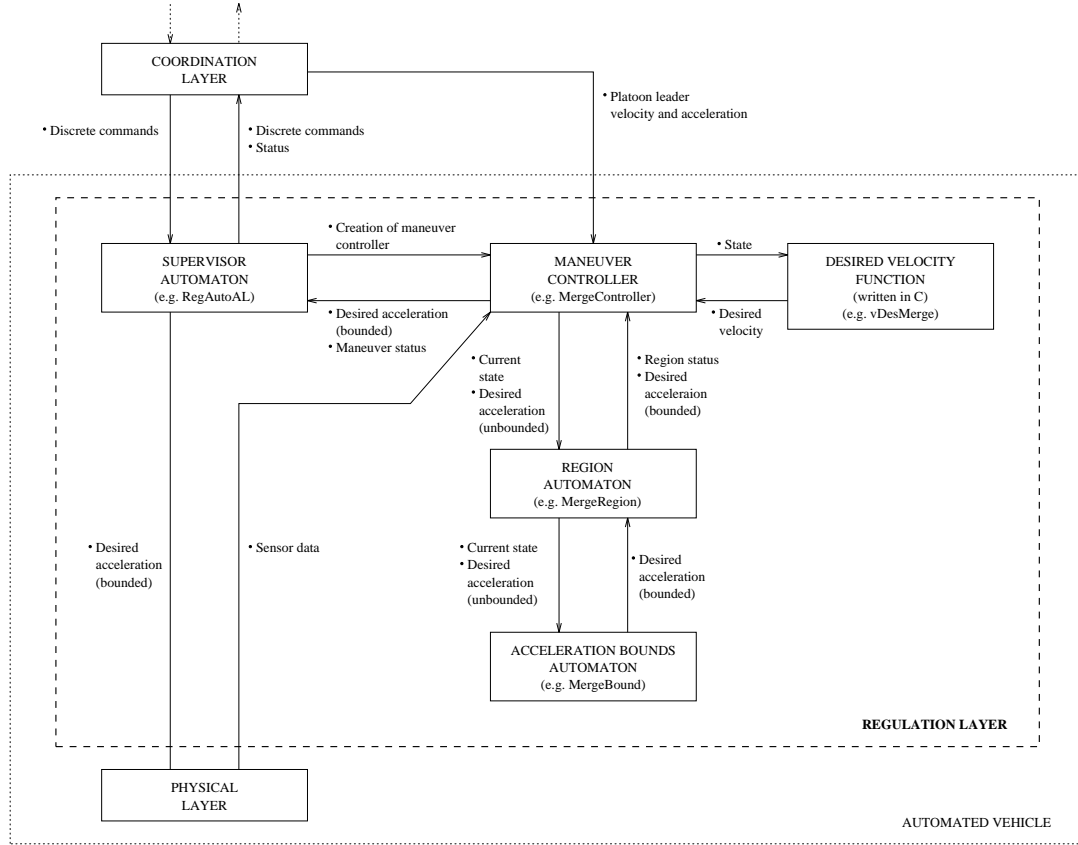 COORDINATION
LAYER
• Platoon leader
velocity and acceleration
• Discrete commands
• Discrete commands
• Status
• Creation of maneuver
controller
• State
SUPERVISOR
AUTOMATON
(e.g. RegAutoAL)
MANEUVER
CONTROLLER
(e.g. MergeController)
DESIRED VELOCITY
FUNCTION
(written in C)
(e.g. vDesMerge)
• Desired acceleration
(bounded)
• Maneuver status
• Desired
velocity
• Current
state
• Desired
acceleration
(unbounded)
• Region status
• Desired
acceleraion
(bounded)
REGION
AUTOMATON
(e.g. MergeRegion)
• Desired
acceleration
(bounded)
• Sensor data
• Current state
• Desired
acceleration
(unbounded)
• Desired
acceleration
(bounded)
ACCELERATION BOUNDS
AUTOMATON
(e.g. MergeBound)
REGULATION LAYER
PHYSICAL
LAYER
AUTOMATED VEHICLE